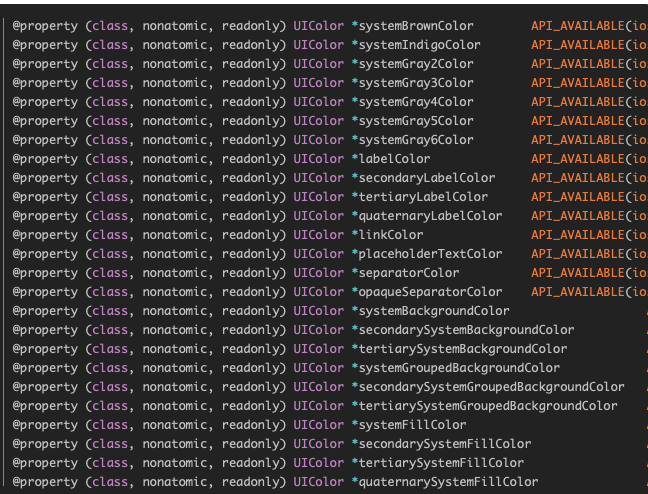 @property (class, nonatomic, readonly) UIColor *systemBrownColor API_AVAILABLE(io
@property (class, nonatomic, readonly) UIColor *systemIndigoColor API_AVAILABLE(io
@property (class, nonatomic, readonly) UIColor *systemGray2Color API_AVAILABLE(io
@property (class, nonatomic, readonly) UIColor *systemGray3Color API_AVAILABLE(io
@property (class, nonatomic, readonly) UIColor *systemGray4Color API_AVAILABLE(io
@property (class, nonatomic, readonly) UIColor *systemGray5Color API_AVAILABLE(io
@property (class, nonatomic, readonly) UIColor *systemGray6Color API_AVAILABLE(io
@property (class, nonatomic, readonly) UIColor *labelColor API_AVAILABLE(io
@property (class, nonatomic, readonly) UIColor *secondaryLabelColor API_AVAILABLE(io
@property (class, nonatomic, readonly) UIColor *tertiaryLabelColor API_AVAILABLE(io
@property (class, nonatomic, readonly) UIColor *quaternaryLabelColor API_AVAILABLE(io
@property (class, nonatomic, readonly) UIColor *linkColor API_AVAILABLE(io
@property (class, nonatomic, readonly) UIColor *placeholderTextColor API_AVAILABLE(io
@property (class, nonatomic, readonly) UIColor *separatorColor API_AVAILABLE(io
@property (class, nonatomic, readonly) UIColor *opaqueSeparatorColor API_AVAILABLE(io
@property (class, nonatomic, readonly) UIColor *systemBackgroundColor
@property (class, nonatomic, readonly) UIColor *secondarySystemBackgroundColor
@property (class, nonatomic, readonly) UIColor *tertiarySystemBackgroundColor
@property (class, nonatomic, readonly) UIColor *systemGroupedBackgroundColor
@property (class, nonatomic, readonly) UIColor *secondarySystemGroupedBackgroundColor
@property (class, nonatomic, readonly) UIColor *tertiarySystemGroupedBackgroundColor
@property (class, nonatomic, readonly) UIColor *systemFillColor
@property (class, nonatomic, readonly) UIColor *secondarySystemFillColor
@property (class, nonatomic, readonly) UIColor *tertiarySystemFillColor
@property (class, nonatomic, readonly) UIColor *quaternarySystemFillColor